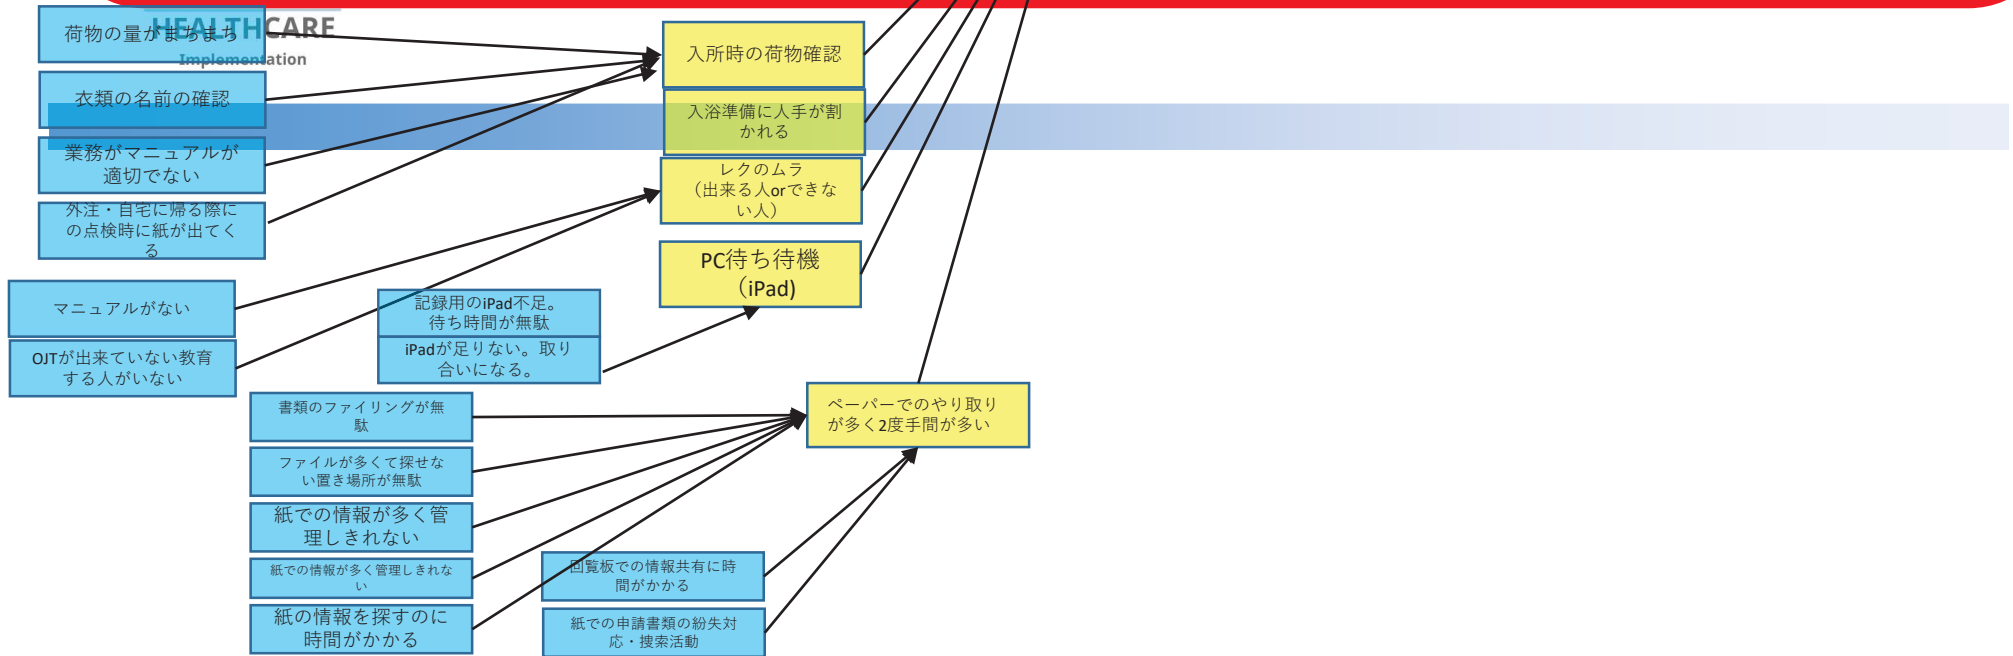 HEALTHCARE
Implementation
荷物の量がまちまち
衣類の名前の確認
業務がマニュアルが
適切でない
外注・自宅に帰る際に
の点検時に紙が出てく
る
マニュアルがない
OJTが出来ていない教育
する人がいない
記録用のiPad不足。
待ち時間が無駄
iPadが足りない。取り
合いになる。
書類のファイリングが無
駄
ファイルが多くて探せな
い置き場所が無駄
紙での情報が多く管
理しきれない
紙での情報が多く管理しきれな
い
紙の情報を探すのに
時間がかかる
回覧板での情報共有に時
間がかかる
紙での申請書類の紛失対
応・捜索活動
入所時の荷物確認
入浴準備に人手が割
かれる
レクのムラ
（出来る人orできな
い人）
PC待ち待機
（iPad)
ペーパーでのやり取り
が多く2度手間が多い